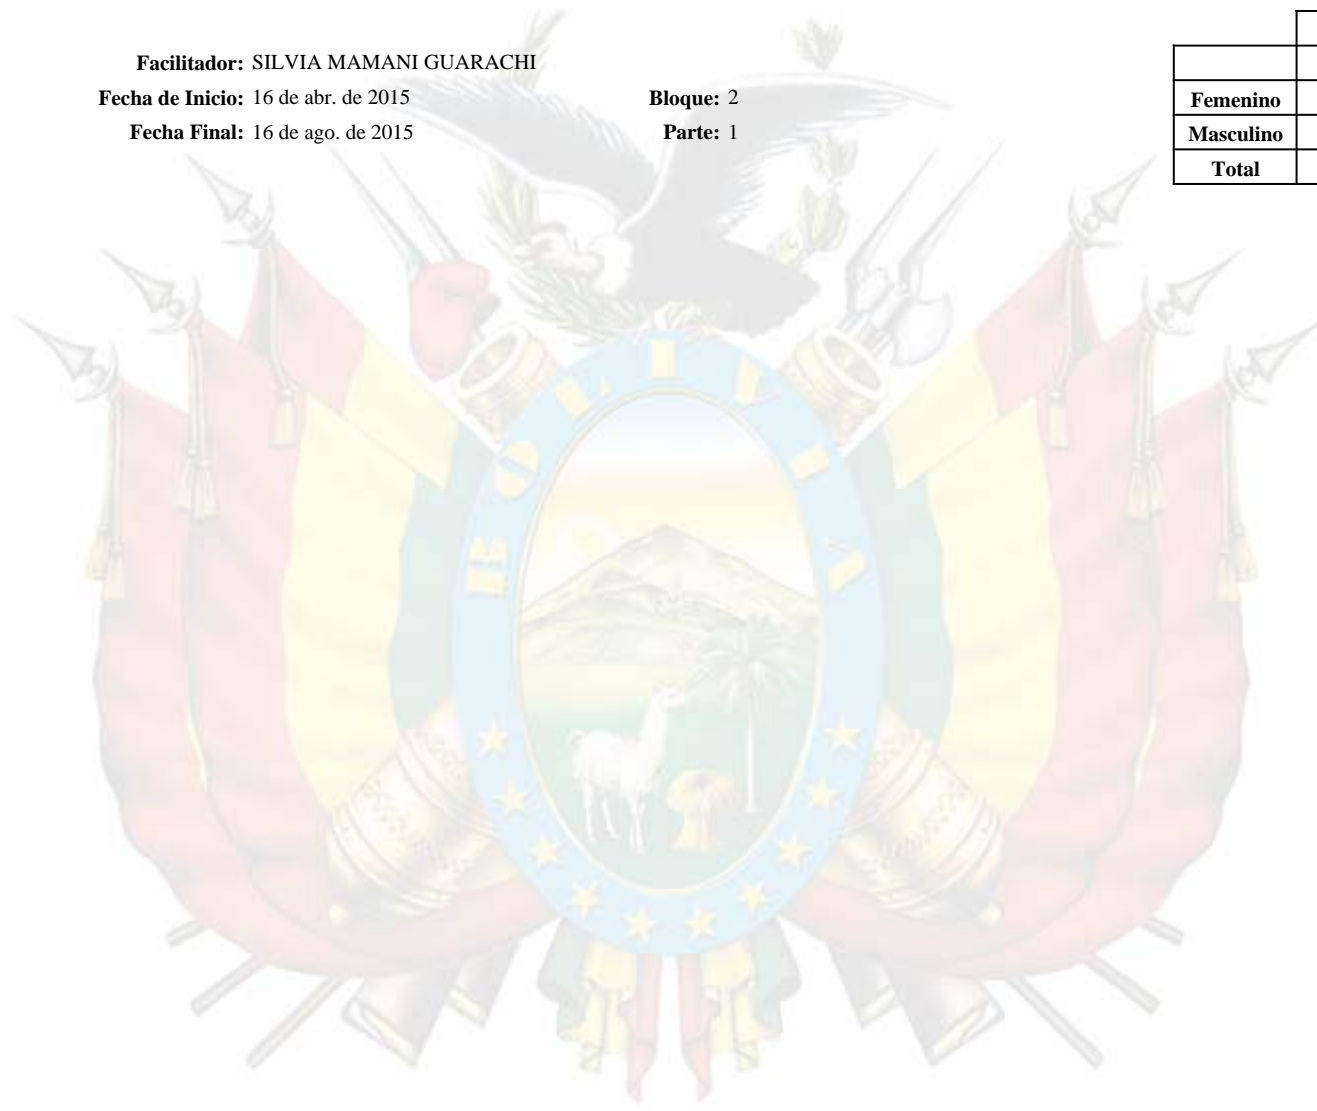 Facilitador: SILVIA MAMANI GUARACHI
Fecha de Inicio: 16 de abr. de 2015 Bloque: 2
Fecha Final: 16 de ago. de 2015 Parte: 1
Femenino
Masculino
Total
BOLIVIA